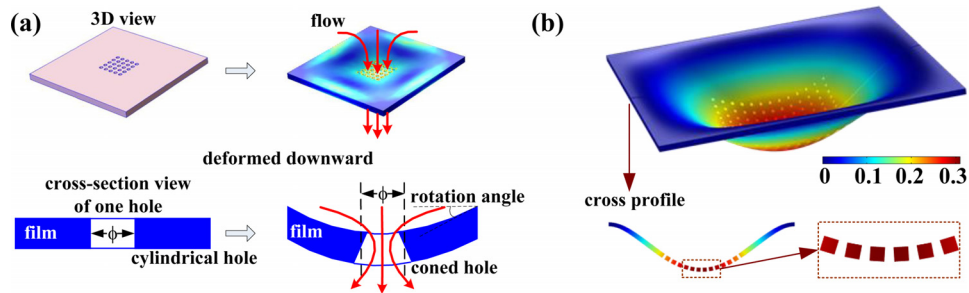 (a)
3D view
flow
deformed downward
cross-section view
of one hole
film
ϕ
cylindrical hole
ϕ
rotation angle
film
coned hole
(b)
0 0.1 0.2 0.3
cross profile